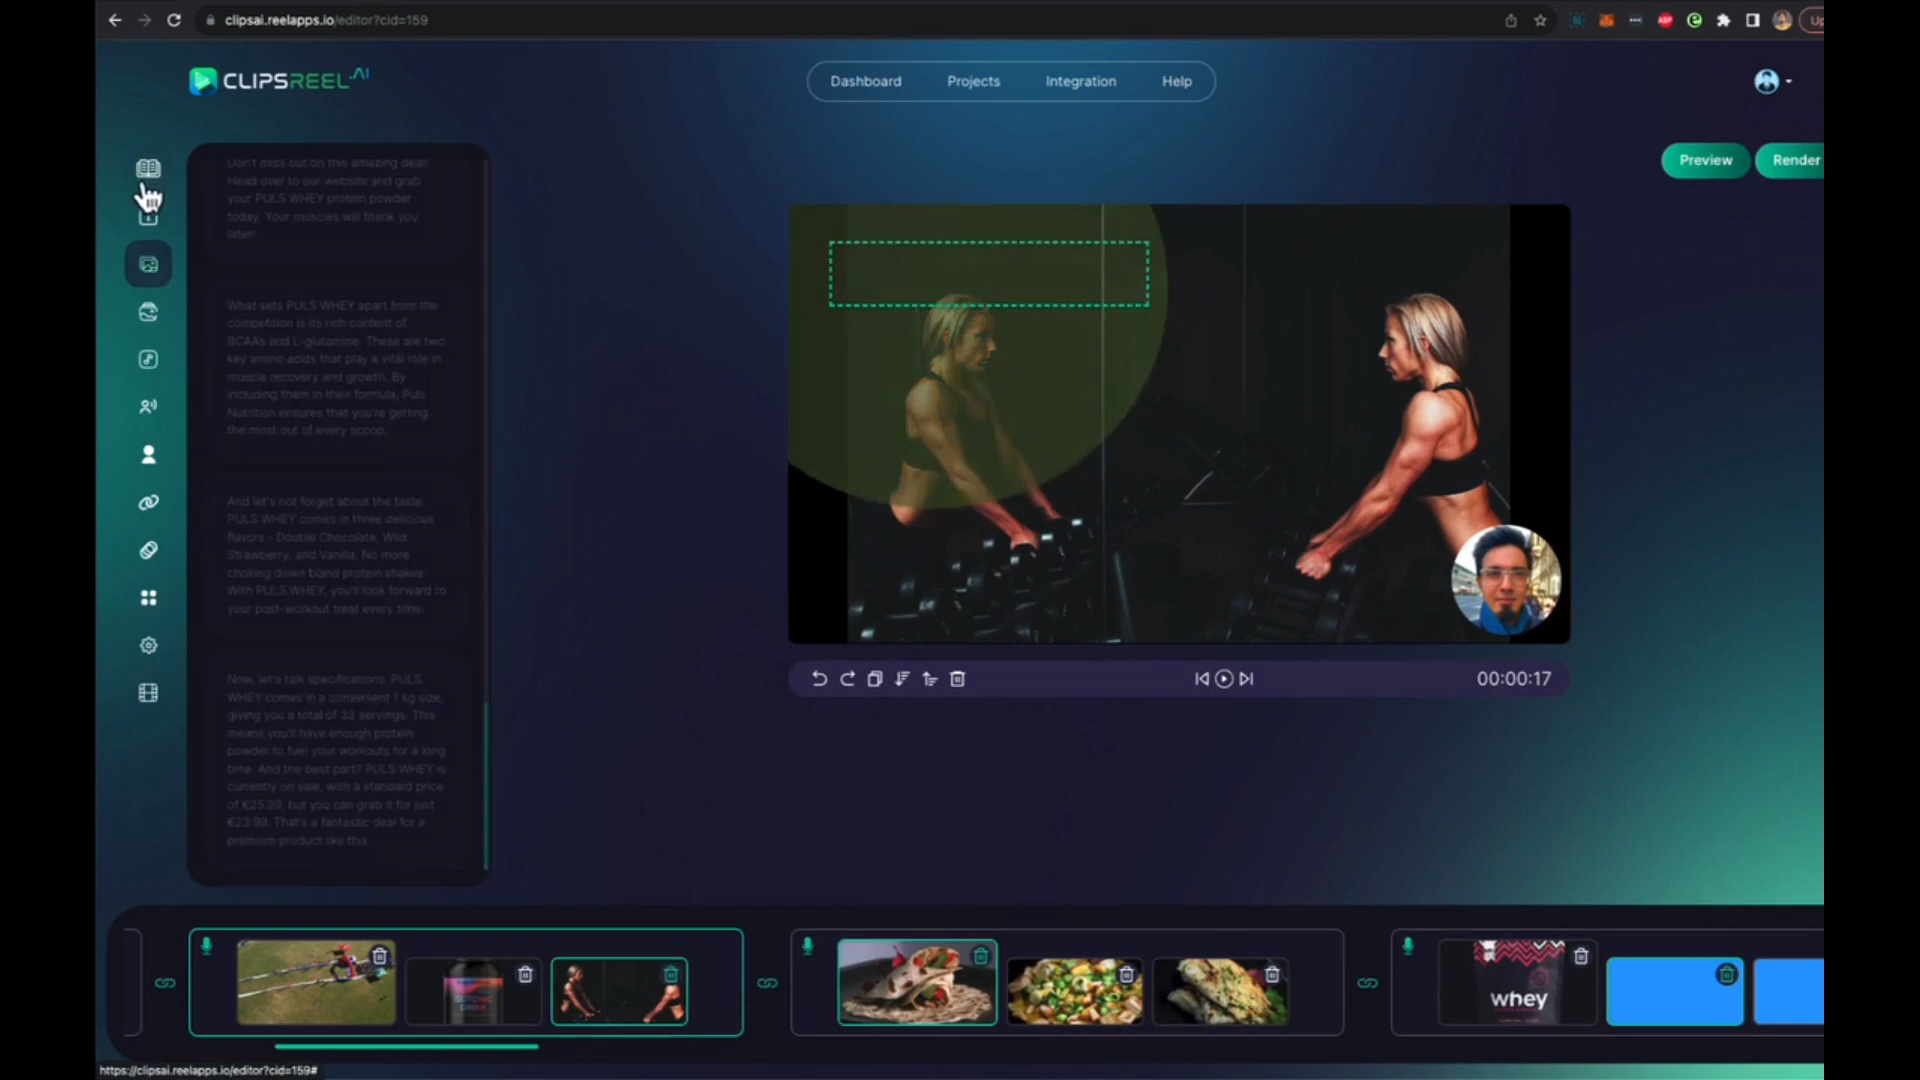 clipsai.reelapps.io/editor?cid=159
ABP
Up
CLIPSREEL AI
Dashboard
Projects
Integration
Help
Preview
Render
Don't miss out on this amazing deal!
Head over to our website and grab
your PULS WHEY protein powder
today. Your muscles will thank you
later!
What sets PULS WHEY apart from the
competition is its rich content of
BCAAs and L-glutamine. These are two
key amino acids that play a vital role in
muscle recovery and growth. By
including them in their formula, Puls
Nutrition ensures that you're getting
the most out of every scoop.
And let's not forget about the taste.
PULS WHEY comes in three delicious
flavors - Double Chocolate, Wild
Strawberry, and Vanilla. No more
choking down bland protein shakes
With PULS WHEY, you'll look forward to
your post-workout treat every time.
Now, let's talk specifications. PULS
WHEY comes in a convenient 1 kg size,
giving you a total of 33 servings. This
means you'll have enough protein
powder to fuel your workouts for a long
time. And the best part? PULS WHEY is
currently on sale, with a standard price
of €25.99, but you can grab it for just
€23.99. That's a fantastic deal for a
premium product like this.
00:00:17
ISOTONIC
DRINK
whey
https://clipsai.reelapps.io/editor?cid=159#